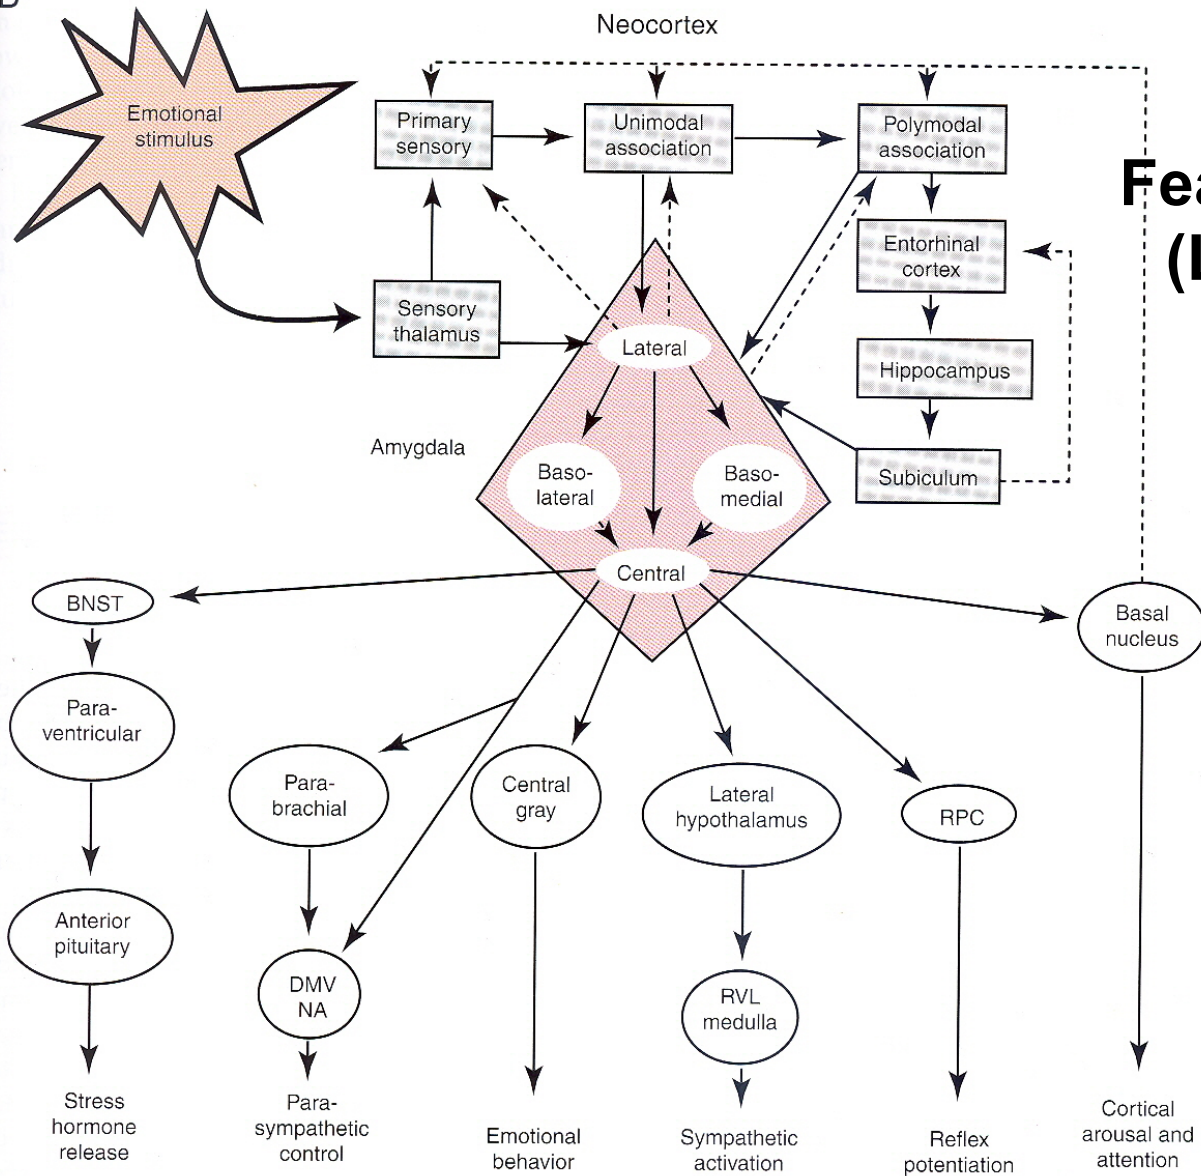 Neocortex
Emotional
stimulus
Primary
sensory
Unimodal
association
Polymodal
association
Entorhinal
cortex
Sensory
thalamus
Lateral
Hippocampus
Amygdala
Baso-
lateral
Baso-
medial
Subiculum
Central
BNST
Basal
nucleus
Para-
ventricular
Para-
brachial
Central
gray
Lateral
hypothalamus
RPC
Anterior
pituitary
DMV
NA
RVL
medulla
Stress
hormone
release
Para-
sympathetic
control
Emotional
behavior
Sympathetic
activation
Reflex
potentiation
Cortical
arousal and
attention